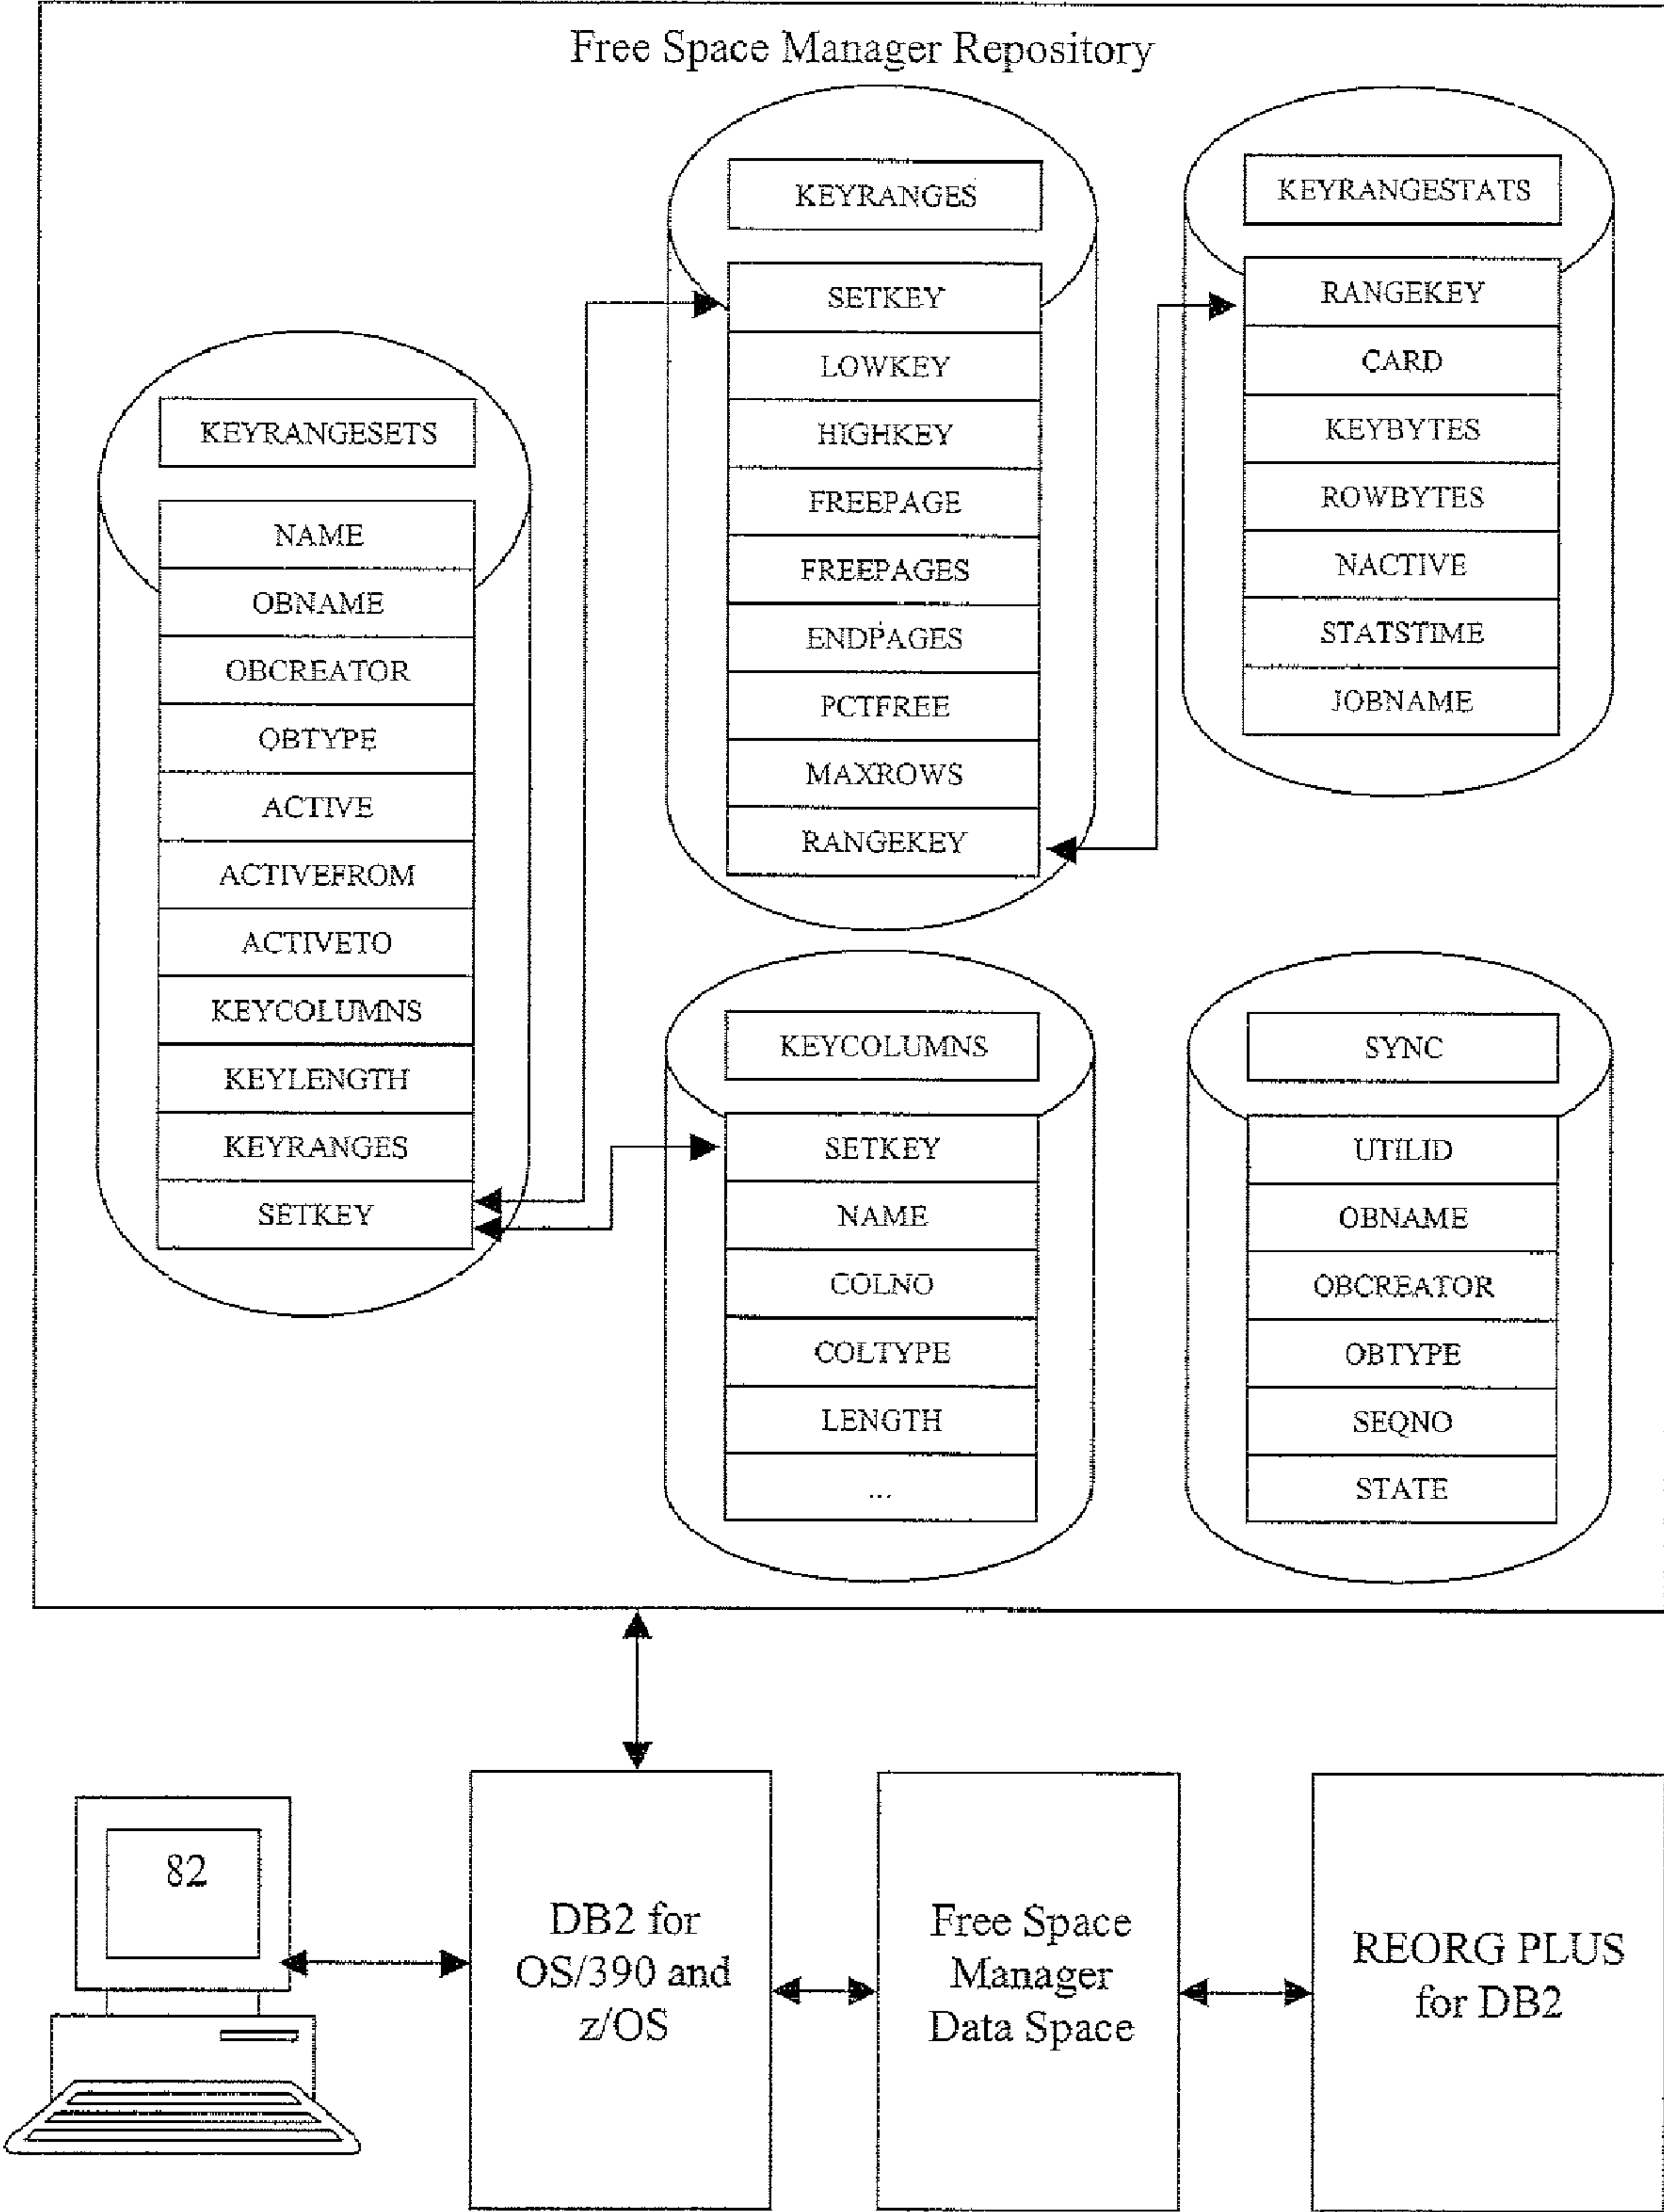 Free Space Manager Repository
KEYRANGESETS
NAME
OBNAME
OBCREATOR
OBTYPE
ACTIVE
ACTIVEFROM
ACTIVETO
KEYCOLUMNS
KEYLENGTH
KEYRANGES
SETKEY
KEYRANGES
SETKEY
LOWKEY
HIGHKEY
FREEPAGE
FREEPAGES
ENDPAGES
PCTFREE
MAXROWS
RANGEKEY
KEYRANGESTATS
RANGEKEY
CARD
KEYBYTES
ROWBYTES
NACTIVE
STATSTIME
JOBNAME
KEYCOLUMNS
SETKEY
NAME
COLNO
COLTYPE
LENGTH
...
SYNC
UTILID
OBNAME
OBCREATOR
OBTYPE
SEQNO
STATE
82
DB2 for
OS/390 and
z/OS
Free Space
Manager
Data Space
REORG PLUS
for DB2